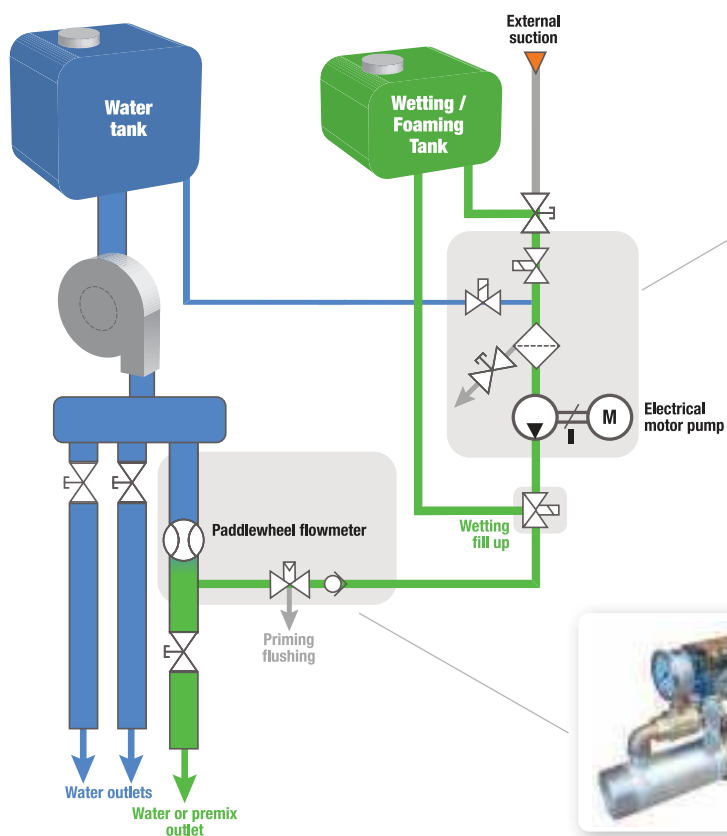 External
suction
Water
tank
Wetting /
Foaming
Tank
Electrical
motor pump
M
Paddlewheel flowmeter
Wetting
fill up
Priming
flushing
Water outlets
Water or premix
outlet